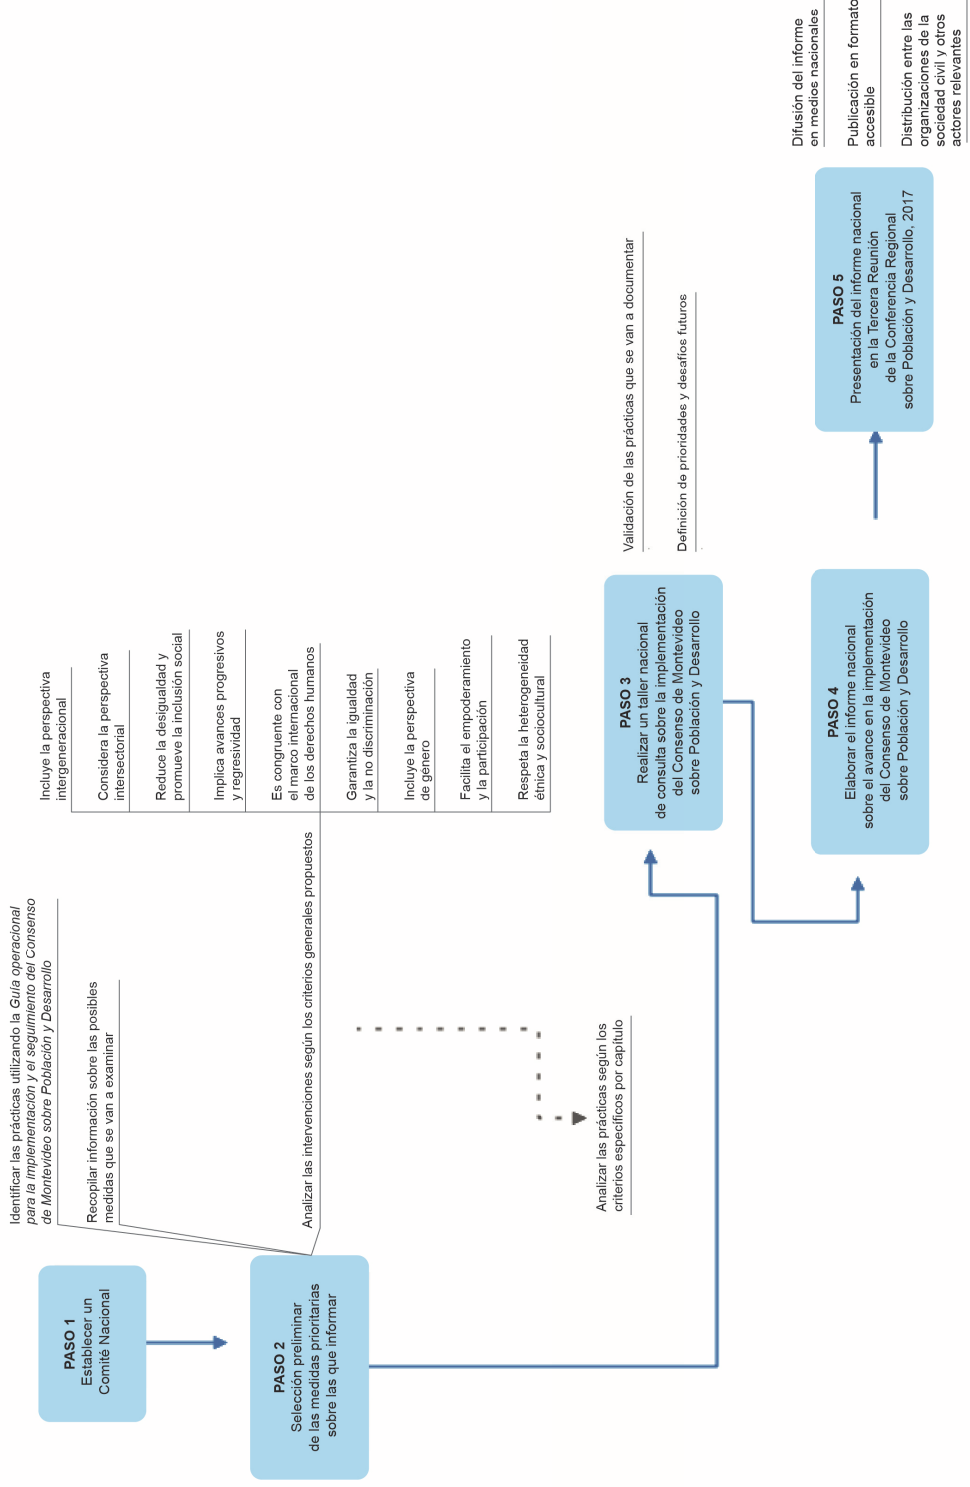 PASO 1
Establecer un
Comité Nacional
PASO 2
Selección preliminar
de las medidas prioritarias
sobre las que informar
Identificar las prácticas utilizando la Guía operacional
para la implementación y el seguimiento del Consenso
de Montevideo sobre Población y Desarrollo
Recopilar información sobre las posibles
medidas que se van a examinar
Analizar las intervenciones según los criterios generales propuestos
Incluye la perspectiva
intergeneracional
Considera la perspectiva
intersectorial
Reduce la desigualdad y
promueve la inclusión social
Implica avances progresivos
y regresividad
Es congruente con
el marco internacional
de los derechos humanos
Garantiza la igualdad
y la no discriminación
Incluye la perspectiva
de género
Facilita el empoderamiento
y la participación
Respeta la heterogeneidad
étnica y sociocultural
Analizar las prácticas según los
criterios específicos por capítulo
PASO 3
Realizar un taller nacional
de consulta sobre la implementación
del Consenso de Montevideo
sobre Población y Desarrollo
Validación de las prácticas que se van a documentar
Definición de prioridades y desafíos futuros
PASO 4
Elaborar el informe nacional
sobre el avance en la implementación
del Consenso de Montevideo
sobre Población y Desarrollo
PASO 5
Presentación del informe nacional
en la Tercera Reunión
de la Conferencia Regional
sobre Población y Desarrollo, 2017
Difusión del informe
en medios nacionales
Publicación en formato
accesible
Distribución entre las
organizaciones de la
sociedad civil y otros
actores relevantes